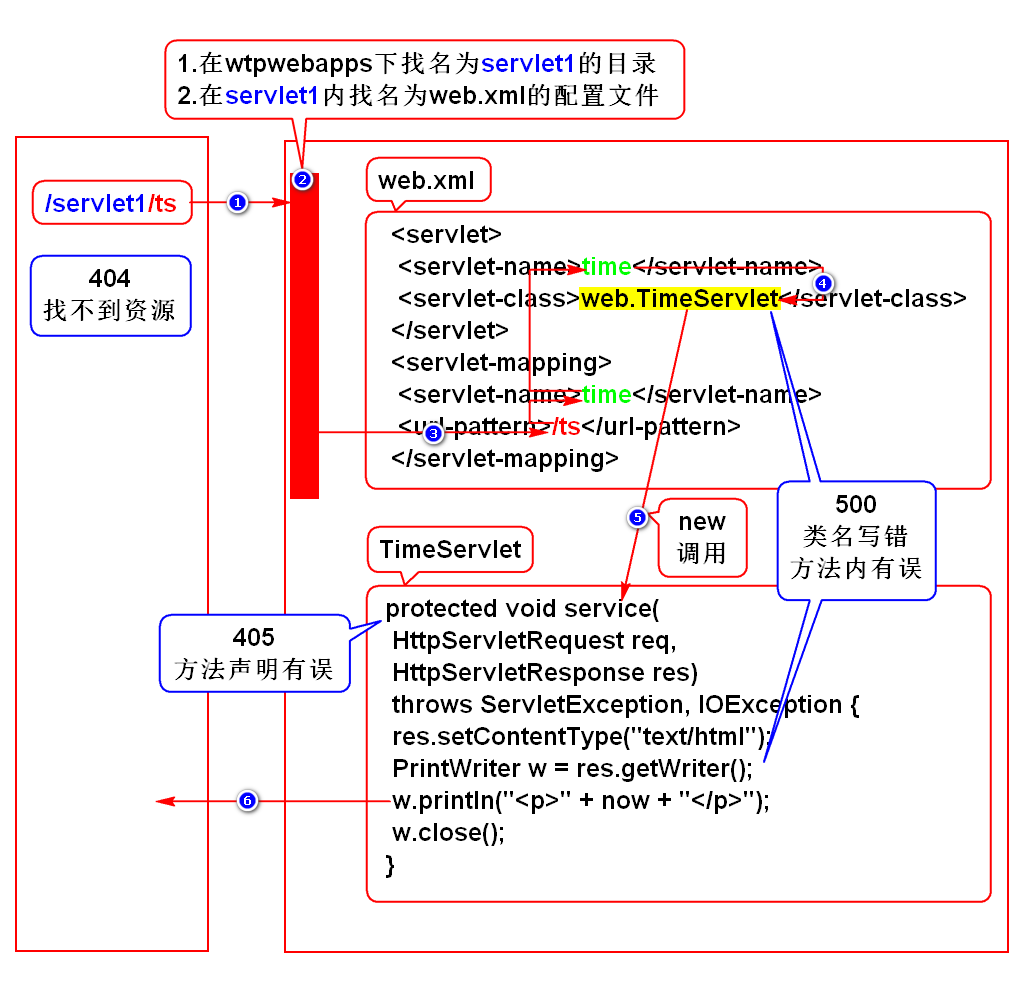 1.在wtpwebapps下找名为servlet1的目录
2.在servlet1内找名为web.xml的配置文件
/servlet1/ts
1
2
404
找不到资源
web.xml
<servlet>
<servlet-name>time</servlet-name>
4
<servlet-class>web.TimeServlet</servlet-class>
</servlet>
<servlet-mapping>
<servlet-name>time</servlet-name>
3
<url-pattern>/ts</url-pattern>
</servlet-mapping>
5
new
调用
500
类名写错
方法内有误
TimeServlet
405
方法声明有误
protected void service(
HttpServletRequest req,
HttpServletResponse res)
throws ServletException, IOException {
res.setContentType("text/html");
PrintWriter w = res.getWriter();
6
w.println("<p>" + now + "</p>");
w.close();
}